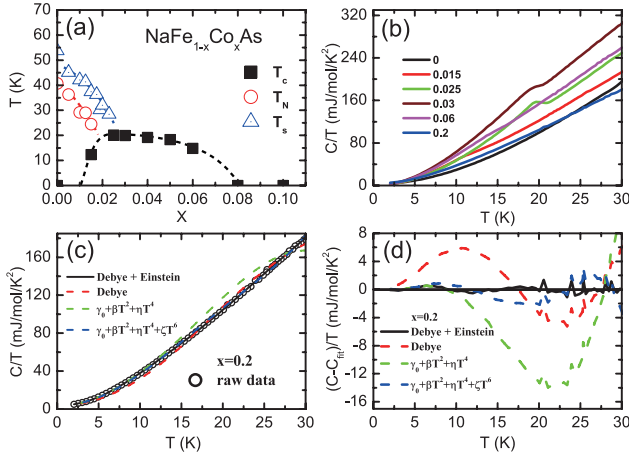 (a)
NaFe1-xCoxAs
Tc
TN
Ts
T (K)
70
60
50
40
30
20
10
0
0.00 0.02 0.04 0.06 0.08 0.10
X
(b)
0
0.015
0.025
0.03
0.06
0.2
C/T (mJ/mol/K²)
320
240
160
80
0
0 5 10 15 20 25 30
T (K)
(c)
Debye + Einstein
Debye
γ0+βT²+ηT⁴
γ0+βT²+ηT⁴+ζT⁶
x=0.2
raw data
C/T (mJ/mol/K²)
160
120
80
40
0
0 5 10 15 20 25 30
T (K)
(d)
x=0.2
Debye + Einstein
Debye
γ0+βT²+ηT⁴
γ0+βT²+ηT⁴+ζT⁶
(C-Cfit)/T (mJ/mol/K²)
8
4
0
-4
-8
-12
-16
0 5 10 15 20 25 30
T (K)